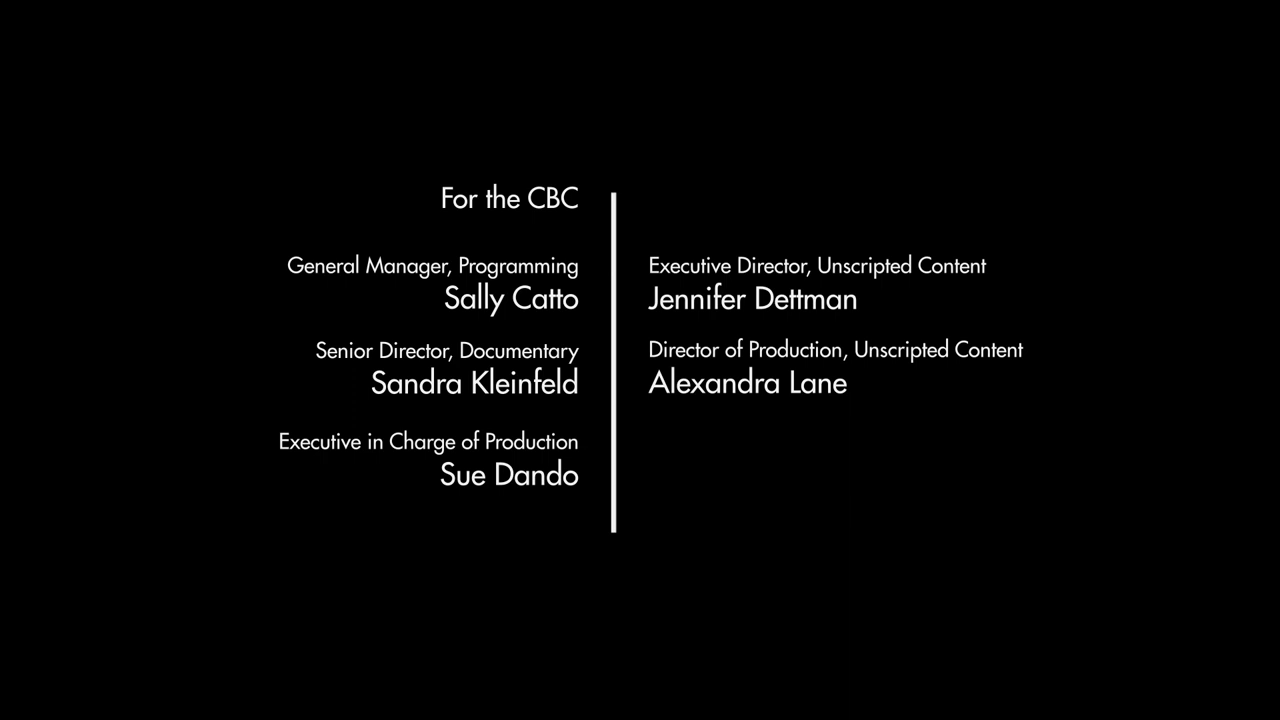 For the CBC
General Manager, Programming
Sally Catto
Senior Director, Documentary
Sandra Kleinfeld
Executive in Charge of Production
Sue Dando
Executive Director, Unscripted Content
Jennifer Dettman
Director of Production, Unscripted Content
Alexandra Lane